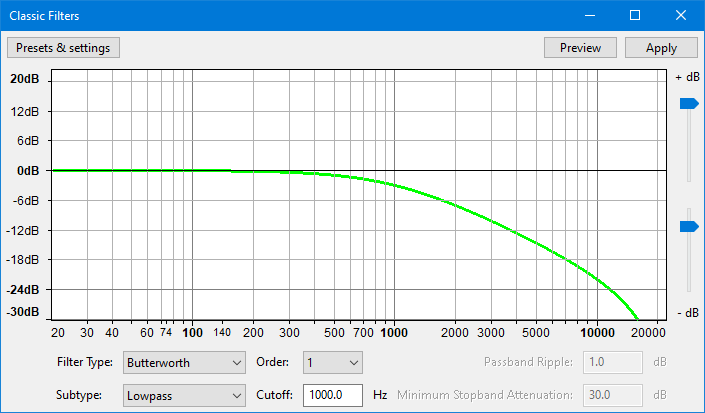 Classic Filters
Presets & settings Preview Apply
+ dB
20dB
12dB
6dB
0dB
-6dB
-12dB
-18dB
-24dB
-30dB
- dB
20 30 40 60 74 100 140 200 300 500 700 1000 2000 3000 5000 10000 20000
Filter Type: Butterworth Order: 1 Passband Ripple: 1.0 dB
Subtype: Lowpass Cutoff: 1000.0 Hz Minimum Stopband Attenuation: 30.0 dB